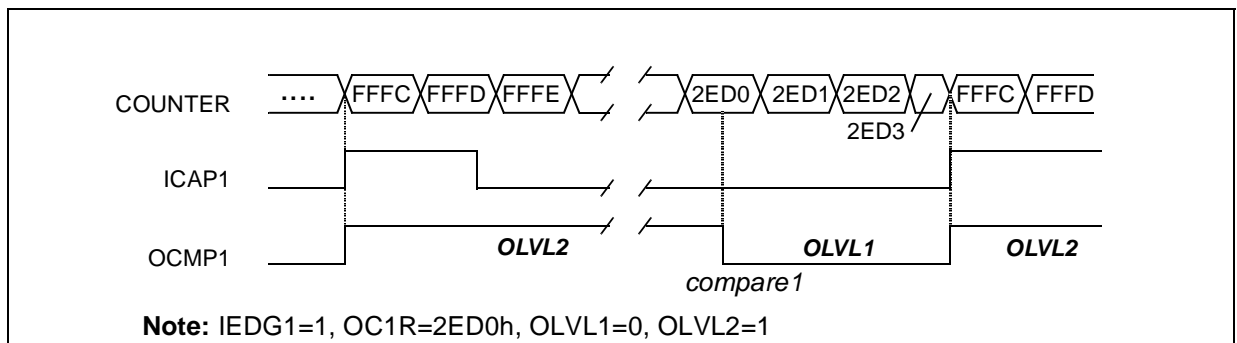 COUNTER .... FFFC FFFD FFFE 2ED0 2ED1 2ED2 FFFC FFFD
2ED3
ICAP1
OLVL2 OLVL1 OLVL2
OCMP1
compare1
Note: IEDG1=1, OC1R=2ED0h, OLVL1=0, OLVL2=1